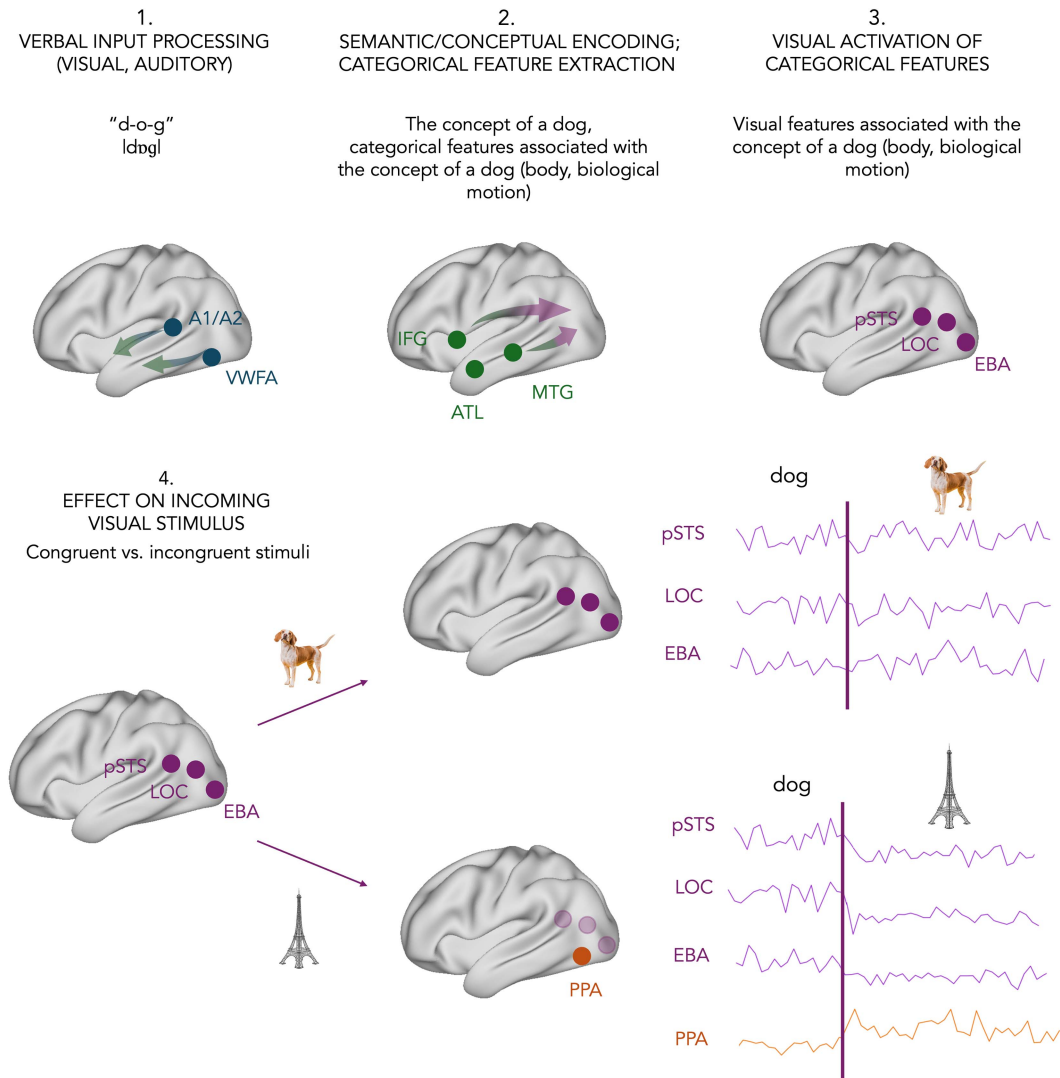 1.
VERBAL INPUT PROCESSING
(VISUAL, AUDITORY)
"d-o-g"
|dɒɡ|
A1/A2
VWFA
2.
SEMANTIC/CONCEPTUAL ENCODING;
CATEGORICAL FEATURE EXTRACTION
The concept of a dog,
categorical features associated with
the concept of a dog (body, biological
motion)
IFG
MTG
ATL
3.
VISUAL ACTIVATION OF
CATEGORICAL FEATURES
Visual features associated with the
concept of a dog (body, biological
motion)
pSTS
LOC
EBA
4.
EFFECT ON INCOMING
VISUAL STIMULUS
Congruent vs. incongruent stimuli
pSTS
LOC
EBA
dog
pSTS
LOC
EBA
PPA
dog
pSTS
LOC
EBA
PPA